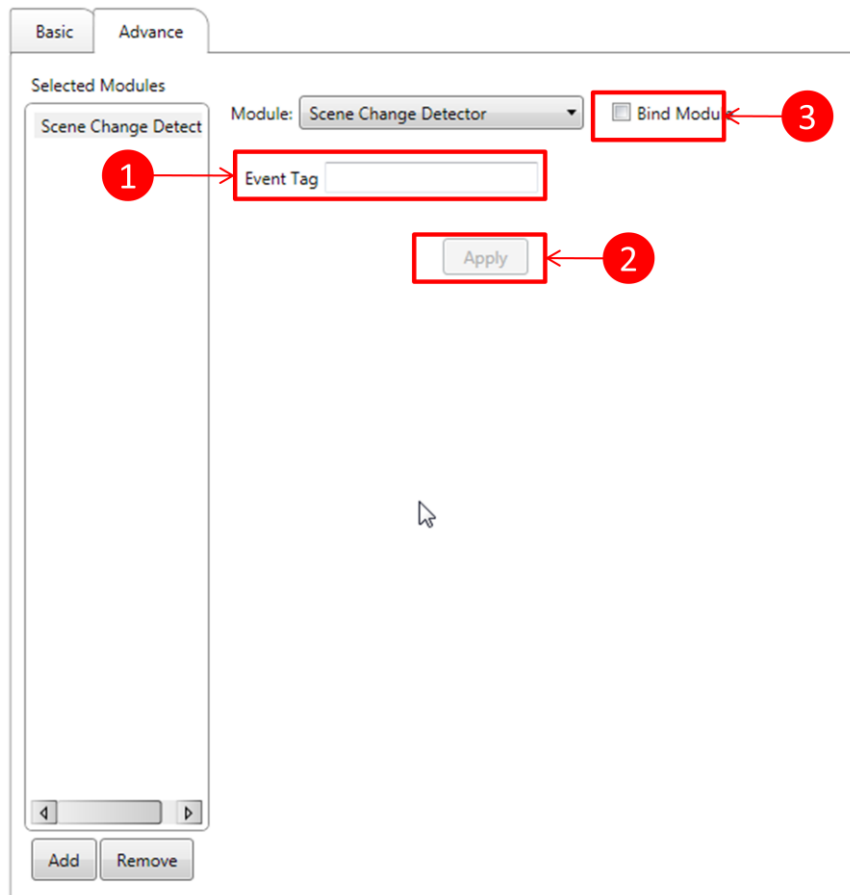 Basic
Advance
Selected Modules
Scene Change Detect
Module:
Scene Change Detector
Bind Modu
3
1
Event Tag
Apply
2
Add
Remove